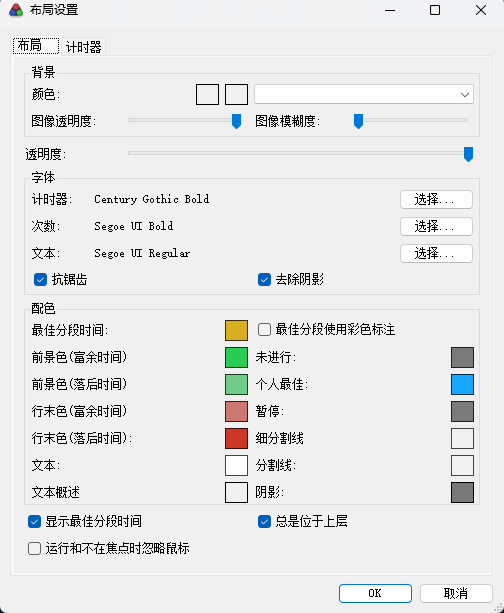 布局设置
布局 计时器
背景
颜色:
图像透明度: 图像模糊度:
透明度:
字体
计时器: Century Gothic Bold 选择...
次数: Segoe UI Bold 选择...
文本: Segoe UI Regular 选择...
抗锯齿 去除阴影
配色
最佳分段时间: 最佳分段使用彩色标注
前景色(富余时间) 未进行:
前景色(落后时间) 个人最佳:
行末色(富余时间) 暂停:
行末色(落后时间): 细分割线
文本: 分割线:
文本概述 阴影:
显示最佳分段时间 总是位于上层
运行和不在焦点时忽略鼠标
OK 取消